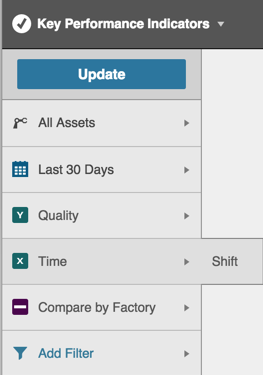 Key Performance Indicators
Update
All Assets
Last 30 Days
Y Quality
X Time
Shift
Compare by Factory
Add Filter